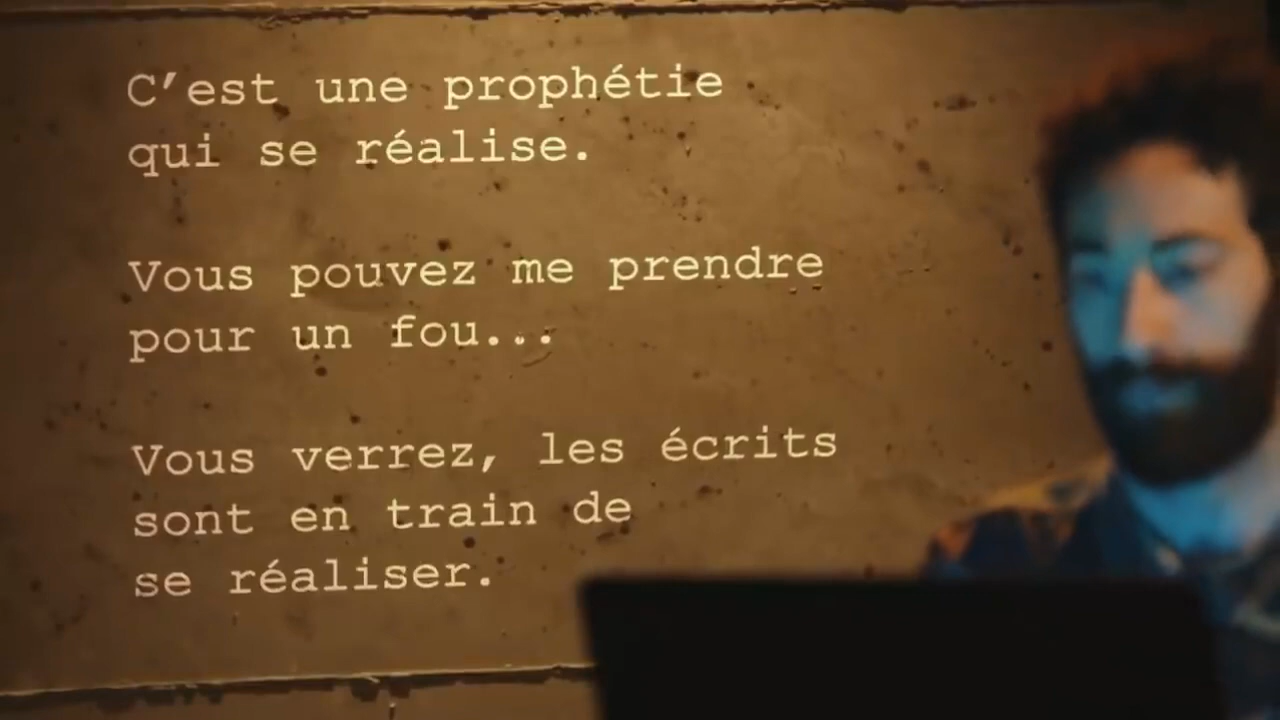 C'est une prophétie
qui se réalise.
Vous pouvez me prendre
pour un fou...
Vous verrez, les écrits
sont en train de
se réaliser.